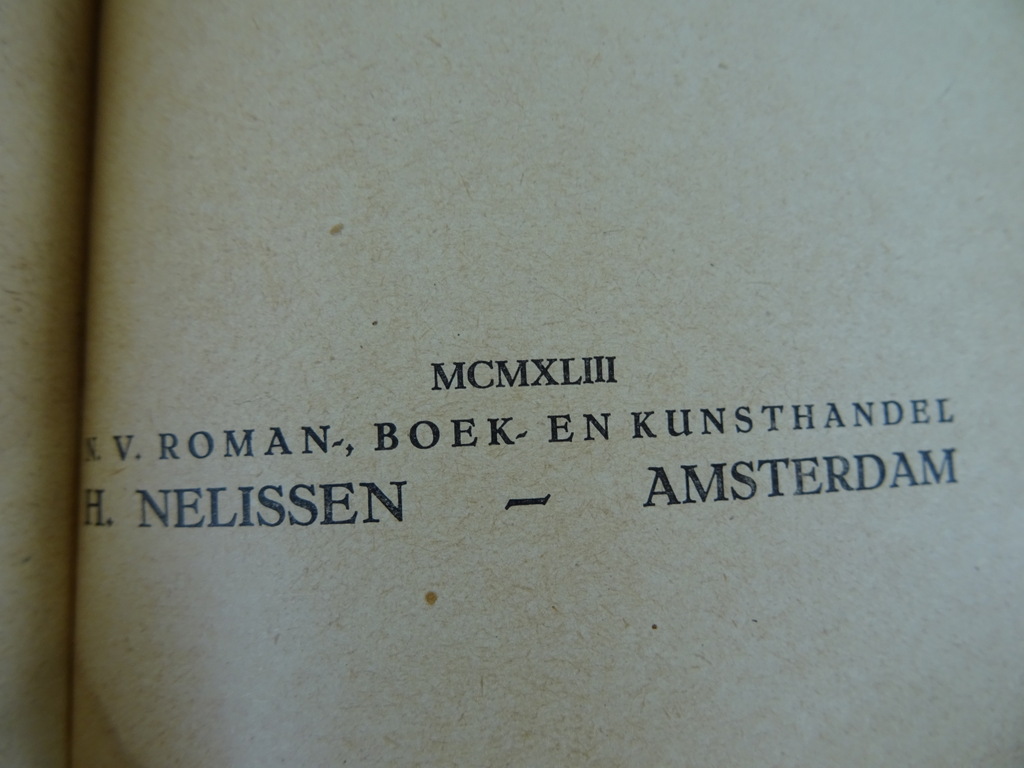 MCMXLIII
N. V. ROMAN-, BOEK- EN KUNSTHANDEL
H. NELISSEN — AMSTERDAM